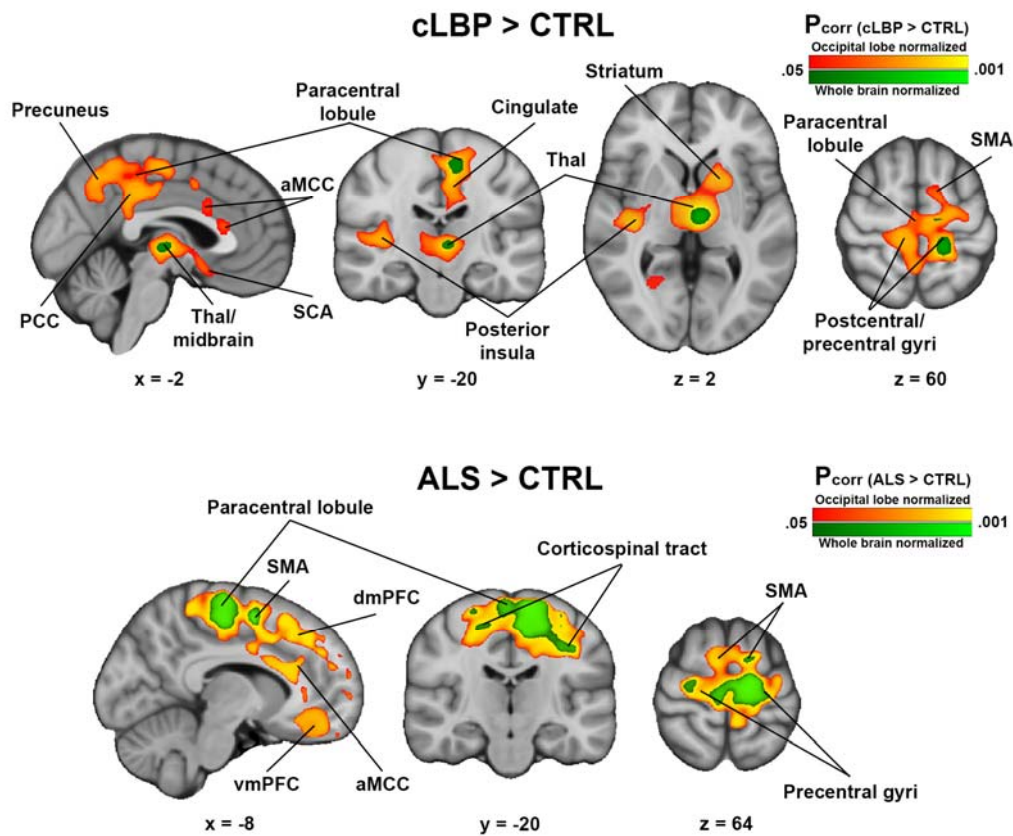 cLBP > CTRL
Pcorr (cLBP > CTRL)
Occipital lobe normalized
.05
.001
Whole brain normalized
Precuneus
Paracentral
lobule
Cingulate
Striatum
Paracentral
lobule
SMA
aMCC
Thal
PCC
Thal/
midbrain
SCA
Posterior
insula
Postcentral/
precentral gyri
x = -2
y = -20
z = 2
z = 60
ALS > CTRL
Pcorr (ALS > CTRL)
Occipital lobe normalized
.05
.001
Whole brain normalized
Paracentral lobule
SMA
dmPFC
Corticospinal tract
SMA
vmPFC
aMCC
Precentral gyri
x = -8
y = -20
z = 64